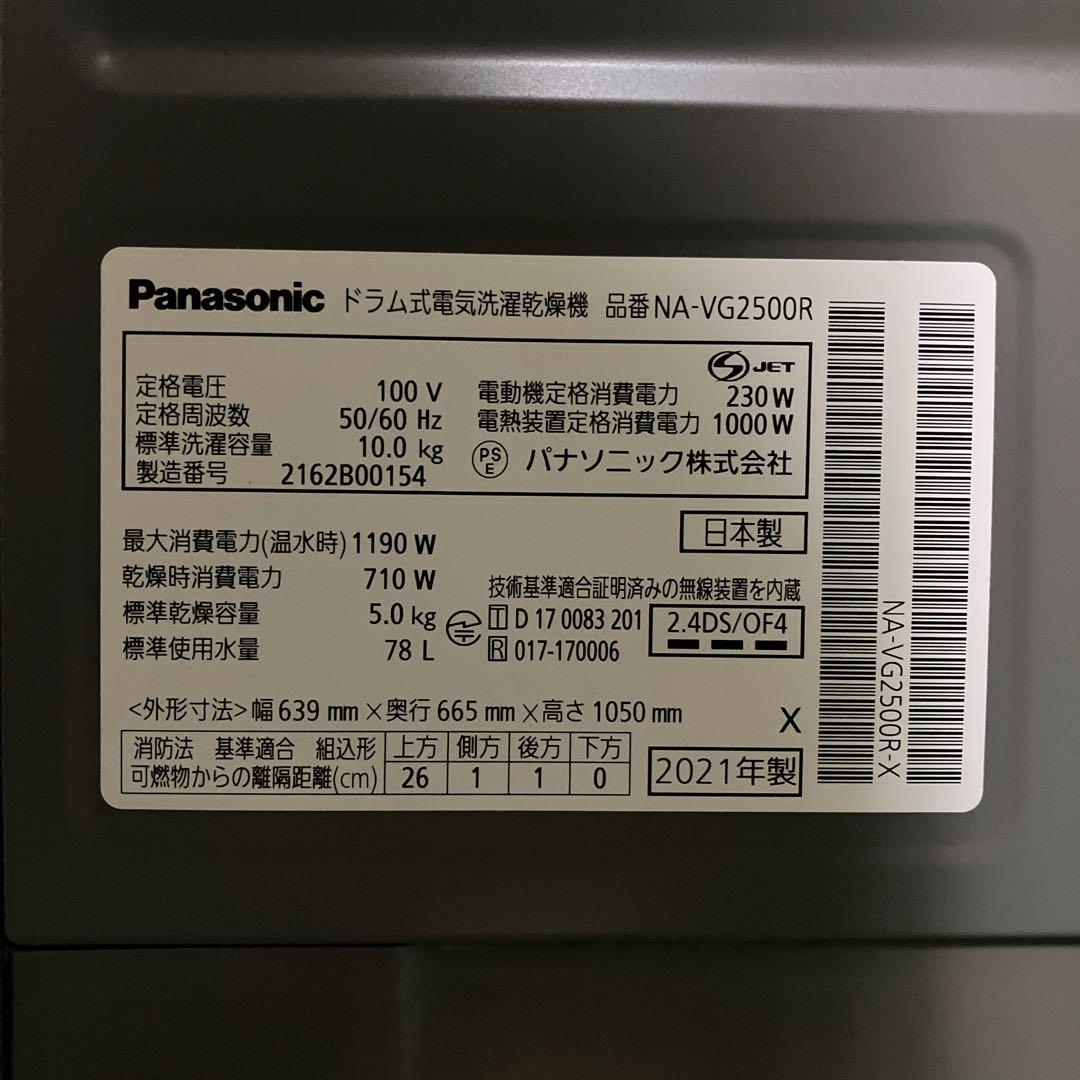 Panasonic ドラム式電気洗濯乾燥機 品番 NA-VG2500R
S JET
定格電圧 100 V 電動機定格消費電力 230 W
定格周波数 50/60 Hz 電熱装置定格消費電力 1000 W
標準洗濯容量 10.0 kg PSE パナソニック株式会社
製造番号 2162B00154
日本製
最大消費電力(温水時) 1190 W
乾燥時消費電力 710 W 技術基準適合証明済みの無線装置を内蔵
標準乾燥容量 5.0 kg T D 17 0083 201 2.4DS/OF4
標準使用水量 78 L R 017-170006
<外形寸法> 幅 639 mm × 奥行 665 mm × 高さ 1050 mm X
消防法 基準適合 組込形 上方 側方 後方 下方
可燃物からの離隔距離(cm) 26 1 1 0
2021年製
NA-VG2500R-X